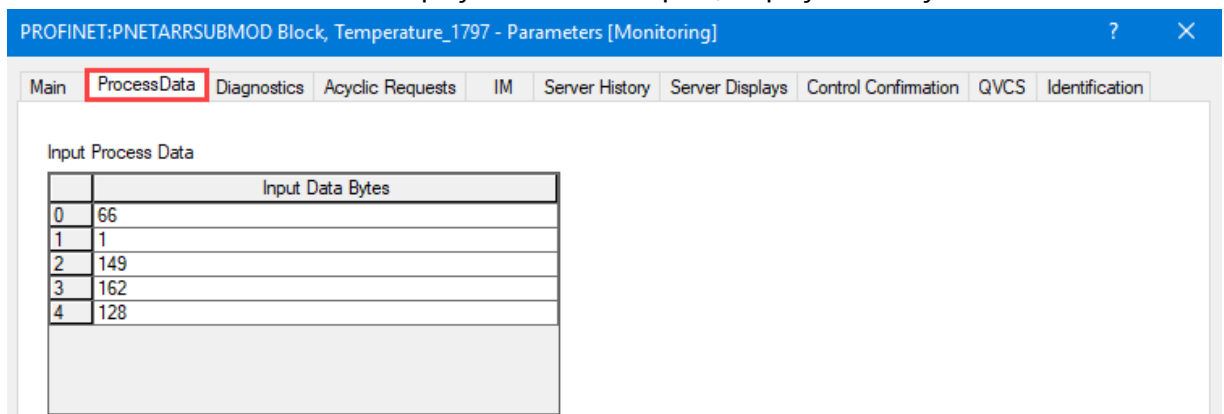 PROFINET:PNETARRSUBMOD Block, Temperature_1797 - Parameters [Monitoring] ? ×
Main ProcessData Diagnostics Acyclic Requests IM Server History Server Displays Control Confirmation QVCS Identification
Input Process Data
Input Data Bytes
0 66
1 1
2 149
3 162
4 128